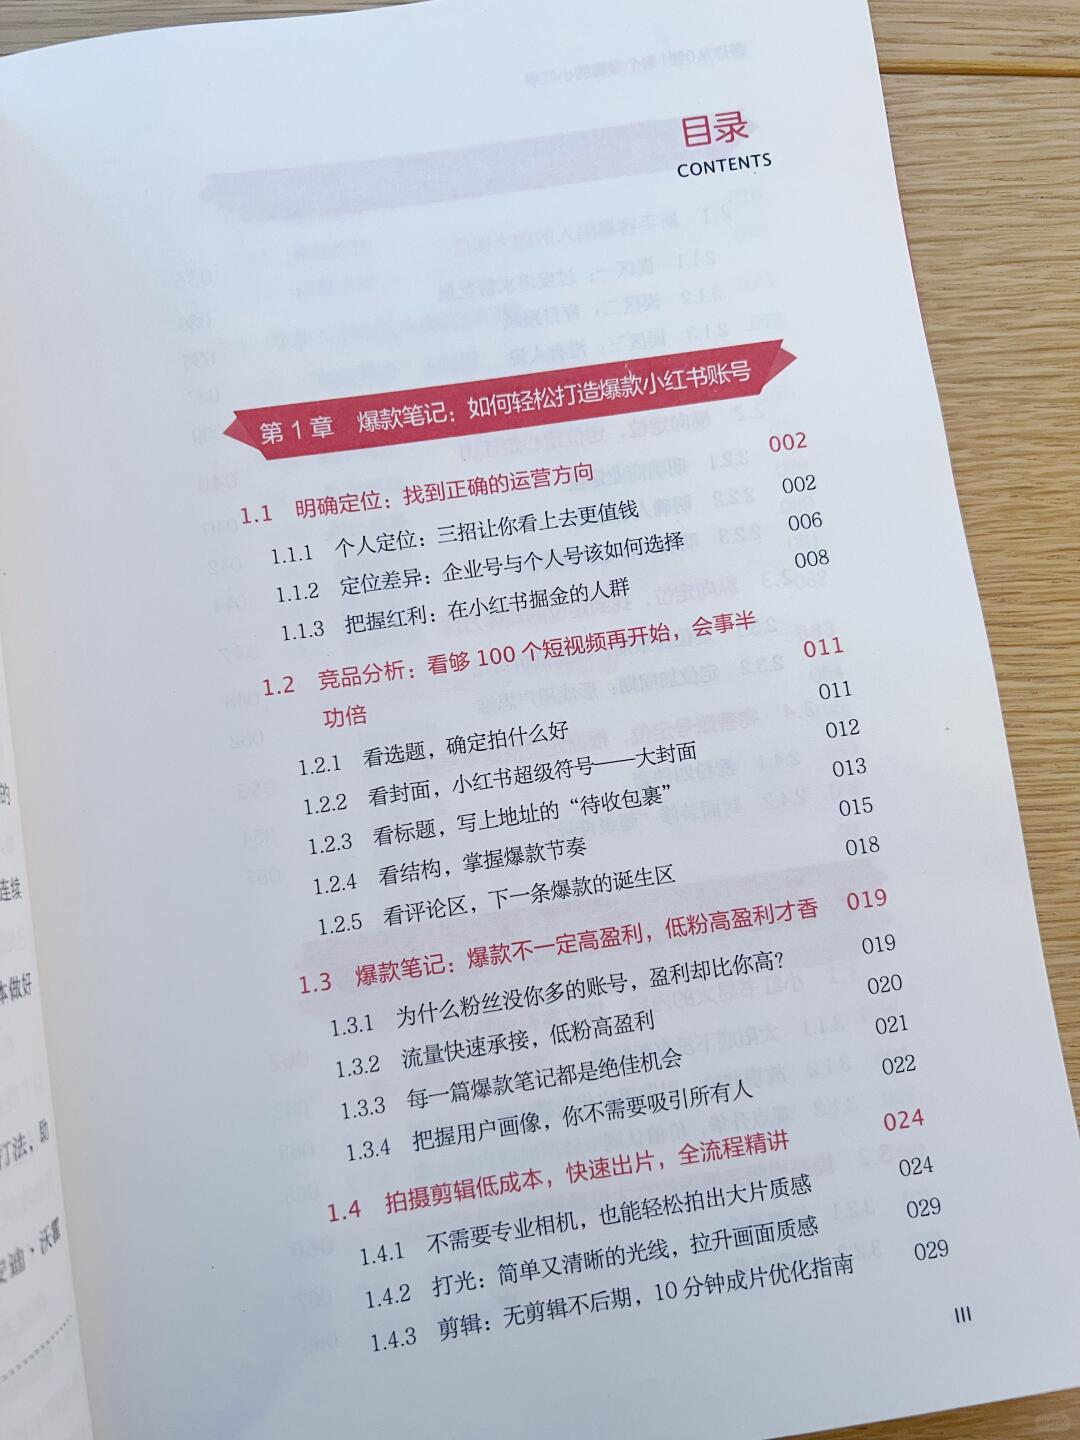 目录
CONTENTS
第1章 爆款笔记：如何轻松打造爆款小红书账号
1.1 明确定位：找到正确的运营方向 002
1.1.1 个人定位：三招让你看上去更值钱 002
1.1.2 定位差异：企业号与个人号该如何选择 006
1.1.3 把握红利：在小红书掘金的人群 008
1.2 竞品分析：看够100个短视频再开始，会事半
功倍 011
1.2.1 看选题，确定拍什么好 011
1.2.2 看封面，小红书超级符号——大封面 012
1.2.3 看标题，写上地址的“待收包裹” 013
1.2.4 看结构，掌握爆款节奏 015
1.2.5 看评论区，下一条爆款的诞生区 018
1.3 爆款笔记：爆款不一定高盈利，低粉高盈利才香 019
1.3.1 为什么粉丝没你多的账号，盈利却比你高？ 019
1.3.2 流量快速承接，低粉高盈利 020
1.3.3 每一篇爆款笔记都是绝佳机会 021
1.3.4 把握用户画像，你不需要吸引所有人 022
1.4 拍摄剪辑低成本，快速出片，全流程精讲 024
1.4.1 不需要专业相机，也能轻松拍出大片质感 024
1.4.2 打光：简单又清晰的光线，拉升画面质感 029
1.4.3 剪辑：无剪辑不后期，10分钟成片优化指南 029
III
的
连续
本做好
打法，助
迪·沃